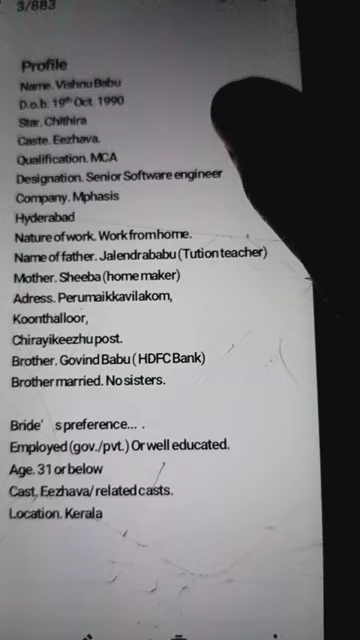 3/883
Profile
Name. Vishnu Babu
D.o.b. 19th Oct. 1990
Star. Chithira
Caste. Eezhava.
Qualification. MCA
Designation. Senior Software engineer
Company. Mphasis
Hyderabad
Nature of work. Work from home.
Name of father. Jalendrababu (Tution teacher)
Mother. Sheeba (home maker)
Adress. Perumaikkavilakom,
Koonthalloor,
Chirayikeezhu post.
Brother. Govind Babu ( HDFC Bank)
Brother married. No sisters.
Bride' s preference... .
Employed (gov./pvt.) Or well educated.
Age. 31 or below
Cast. Eezhava/ related casts.
Location. Kerala